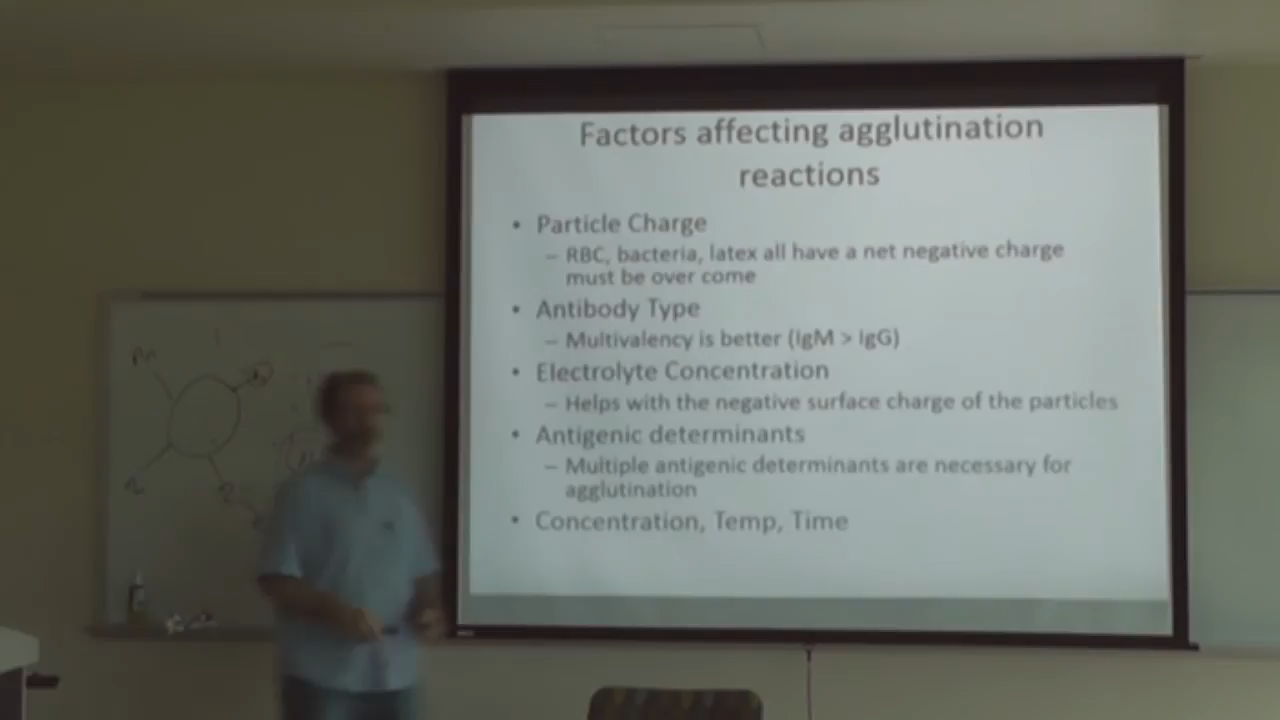 Factors affecting agglutination
reactions
• Particle Charge
– RBC, bacteria, latex all have a net negative charge
must be over come
• Antibody Type
– Multivalency is better (IgM > IgG)
• Electrolyte Concentration
– Helps with the negative surface charge of the particles
• Antigenic determinants
– Multiple antigenic determinants are necessary for
agglutination
• Concentration, Temp, Time